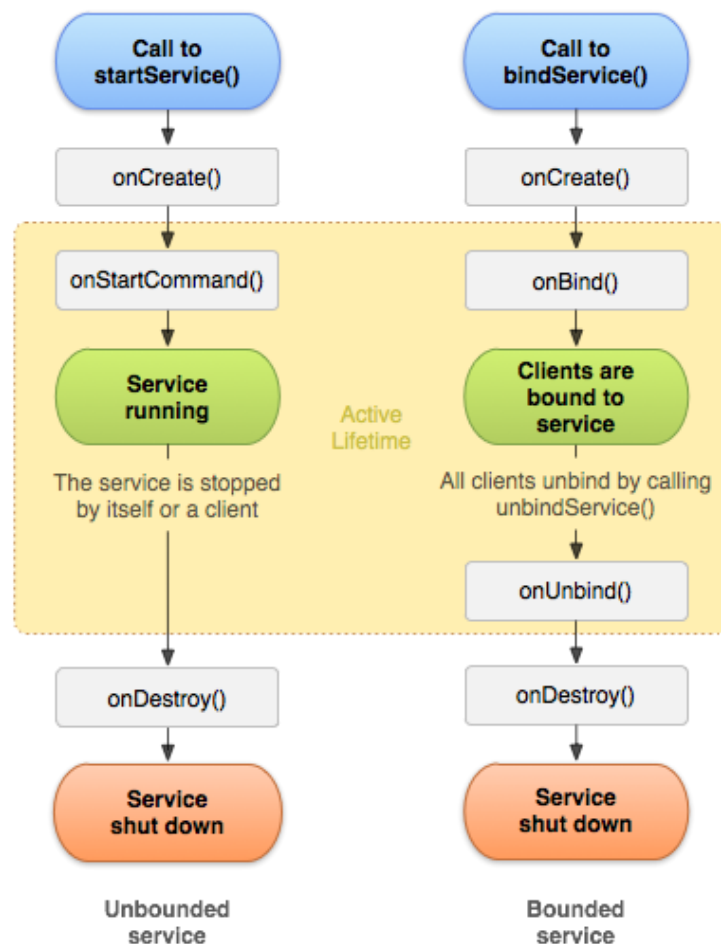 Call to
startService()
onCreate()
onStartCommand()
Service
running
The service is stopped
by itself or a client
onDestroy()
Service
shut down
Unbounded
service
Active
Lifetime
Call to
bindService()
onCreate()
onBind()
Clients are
bound to
service
All clients unbind by calling
unbindService()
onUnbind()
onDestroy()
Service
shut down
Bounded
service